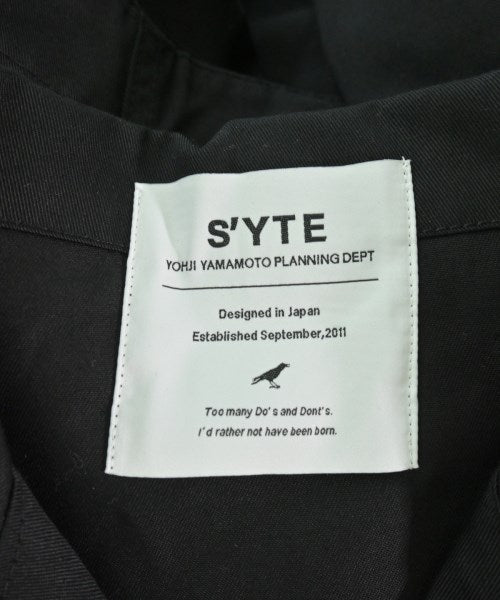 S'YTE
YOHJI YAMAMOTO PLANNING DEPT
Designed in Japan
Established September,2011
Too many Do's and Dont's.
I'd rather not have been born.